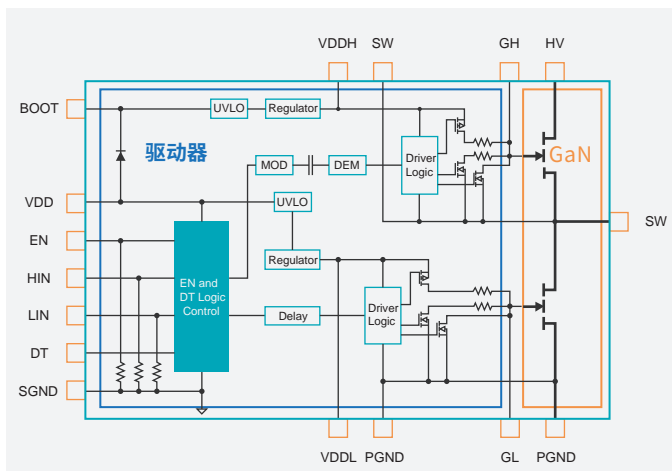 VDDH SW GH HV
BOOT
UVLO
Regulator
驱动器
MOD
DEM
Driver
Logic
GaN
VDD
UVLO
SW
EN
HIN
Regulator
EN and
DT Logic
Control
LIN
Delay
Driver
Logic
DT
SGND
VDDL PGND GL PGND